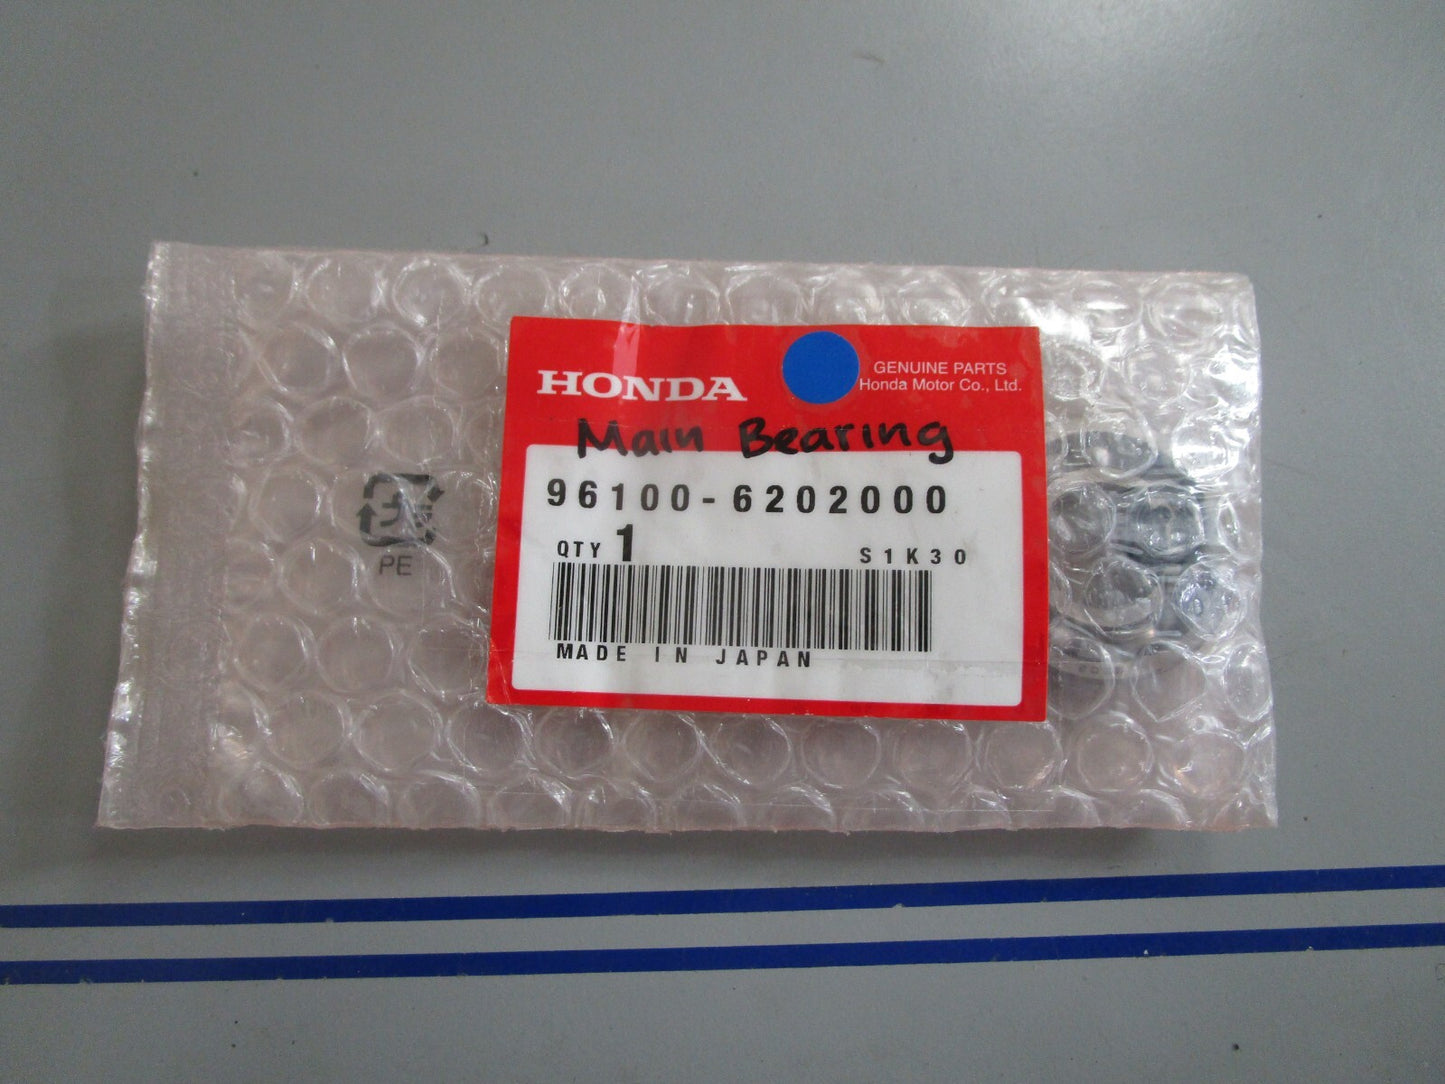 HONDA
GENUINE PARTS
Honda Motor Co., Ltd.
Main Bearing
96100-6202000
QTY 1
S1K30
MADE IN JAPAN
PE